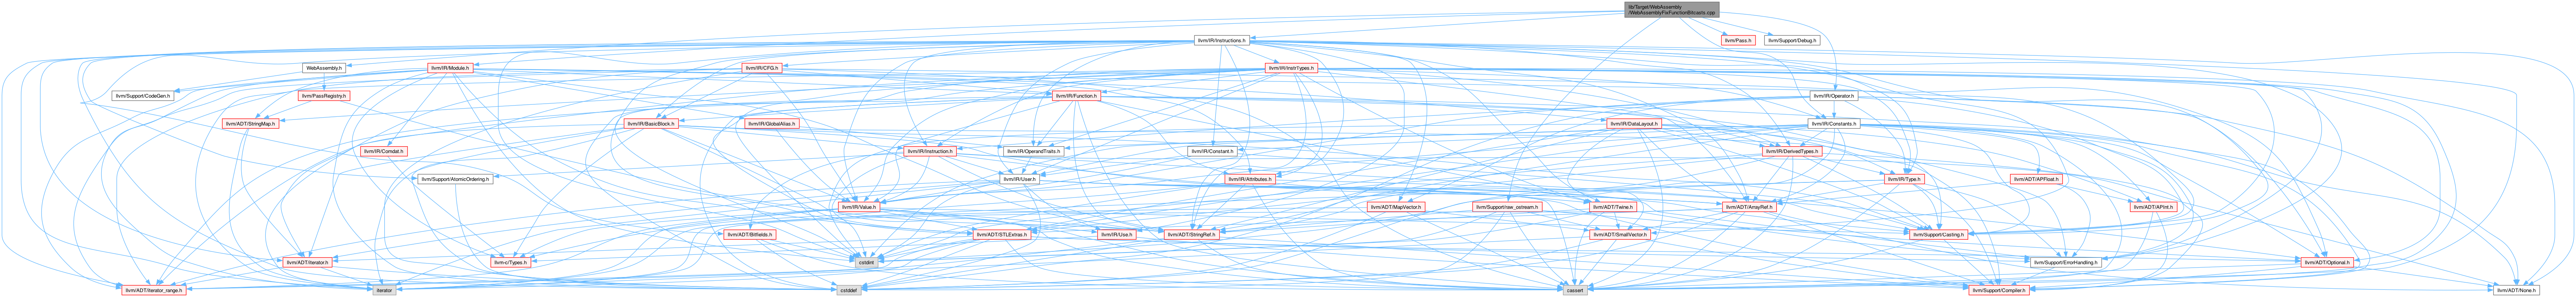 lib/Target/WebAssembly
/WebAssemblyFixFunctionBitcasts.cpp
llvm/IR/Instructions.h
llvm/Pass.h
llvm/Support/Debug.h
WebAssembly.h
llvm/IR/Module.h
llvm/IR/CFG.h
llvm/IR/InstrTypes.h
llvm/Support/CodeGen.h
llvm/PassRegistry.h
llvm/IR/Function.h
llvm/IR/Operator.h
llvm/ADT/StringMap.h
llvm/IR/BasicBlock.h
llvm/IR/GlobalAlias.h
llvm/IR/DataLayout.h
llvm/IR/Constants.h
llvm/IR/Comdat.h
llvm/IR/Instruction.h
llvm/IR/OperandTraits.h
llvm/IR/Constant.h
llvm/IR/DerivedTypes.h
llvm/Support/AtomicOrdering.h
llvm/IR/User.h
llvm/IR/Attributes.h
llvm/IR/Type.h
llvm/ADT/APFloat.h
llvm/IR/Value.h
llvm/ADT/MapVector.h
llvm/Support/raw_ostream.h
llvm/ADT/Twine.h
llvm/ADT/ArrayRef.h
llvm/ADT/APInt.h
llvm/ADT/Bitfields.h
llvm/ADT/STLExtras.h
llvm/IR/Use.h
llvm/ADT/StringRef.h
llvm/ADT/SmallVector.h
llvm/Support/Casting.h
llvm/ADT/iterator.h
llvm-c/Types.h
cstdint
llvm/Support/ErrorHandling.h
llvm/ADT/Optional.h
llvm/ADT/iterator_range.h
iterator
cstddef
cassert
llvm/Support/Compiler.h
llvm/ADT/None.h